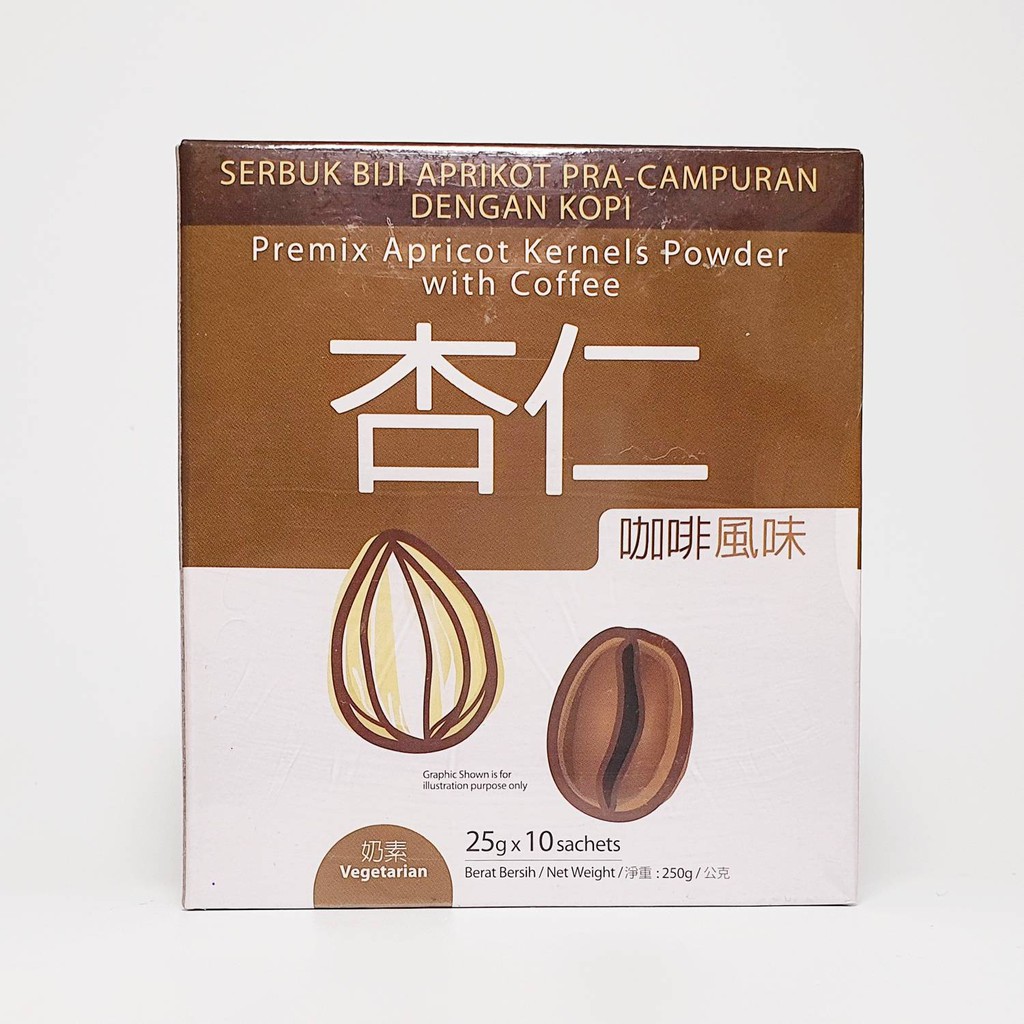 SERBUK BIJI APRIKOT PRA-CAMPURAN
DENGAN KOPI
Premix Apricot Kernels Powder
with Coffee
杏仁
咖啡風味
Graphic Shown is for
illustration purpose only
奶素
Vegetarian
25g x 10 sachets
Berat Bersih / Net Weight / 淨重 : 250g / 公克